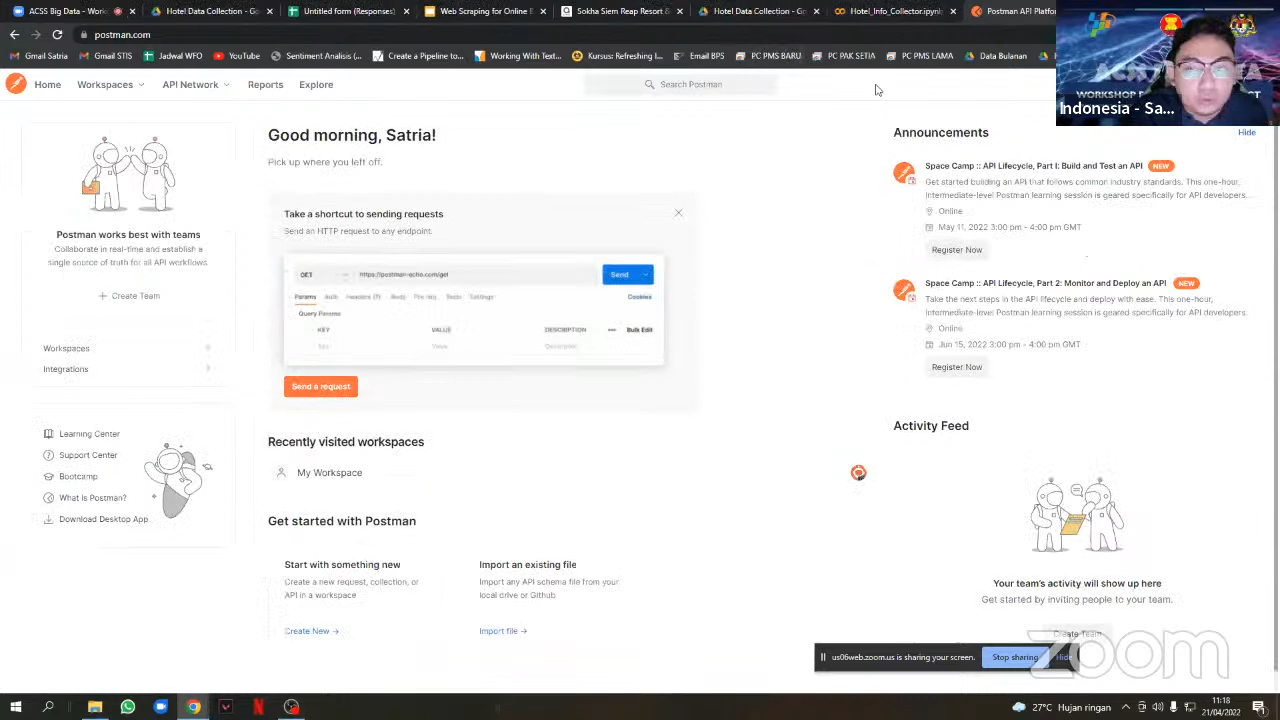 ACSS Big Data - W
Hotel Data Collection - G
Untitled form (Respons
Web Scraping for Online
Sokha Siem Reap Resort
Hotel Data Collection - G
Hotel_Info_Collector.ipynb
Postman API Platfo
postman.com
Gmail Satria
Gmail STIS
Jadwal WFO
YouTube
Sentiment Analysis (...
Create a Pipeline to...
Working With Text...
Kursus: Refreshing I...
Email BPS
PC PMS BARU
PC PAK SETIA
PC PMS LAMA
Data Bulanan
Indonesia - Sa...
Home
Workspaces
API Network
Reports
Explore
Search Postman
Postman works best with teams
Collaborate in real-time and establish a
single source of truth for all API workflows.
+ Create Team
Workspaces
Integrations
Learning Center
Support Center
Bootcamp
What is Postman?
Download Desktop App
Good morning, Satria!
Pick up where you left off.
Take a shortcut to sending requests
Send an HTTP request to any endpoint.
GET
https://postman-echo.com/get
Send
Params
Auth
Headers (7)
Body
Pre-req.
Tests
Settings
Cookies
Query Params
KEY
VALUE
DESCRIPTION
Bulk Edit
Key
Value
Description
Send a request
Recently visited workspaces
My Workspace
Get started with Postman
Start with something new
Create a new request, collection, or
API in a workspace
Create New →
Import an existing file
Import any API schema file from your
local drive or Github
Import file →
Announcements
Hide
Space Camp :: API Lifecycle, Part I: Build and Test an API NEW
Get started building an API that follows common industry standards. This one-hour,
intermediate-level Postman learning session is geared specifically for API developers...
Online
May 11, 2022 3:00 pm - 4:00 pm GMT
Register Now
Space Camp :: API Lifecycle, Part 2: Monitor and Deploy an API NEW
Take the next steps in the API lifecycle and deploy with ease. This one-hour,
intermediate-level Postman learning session is geared specifically for API developers.
Online
Jun 15, 2022 3:00 pm - 4:00 pm GMT
Register Now
Activity Feed
Your team's activity will show up here
Get started by inviting people to your team.
Create Team
us06web.zoom.us is sharing your screen.
Stop sharing
Hide
zoom
27°C Hujan ringan
11:18
21/04/2022